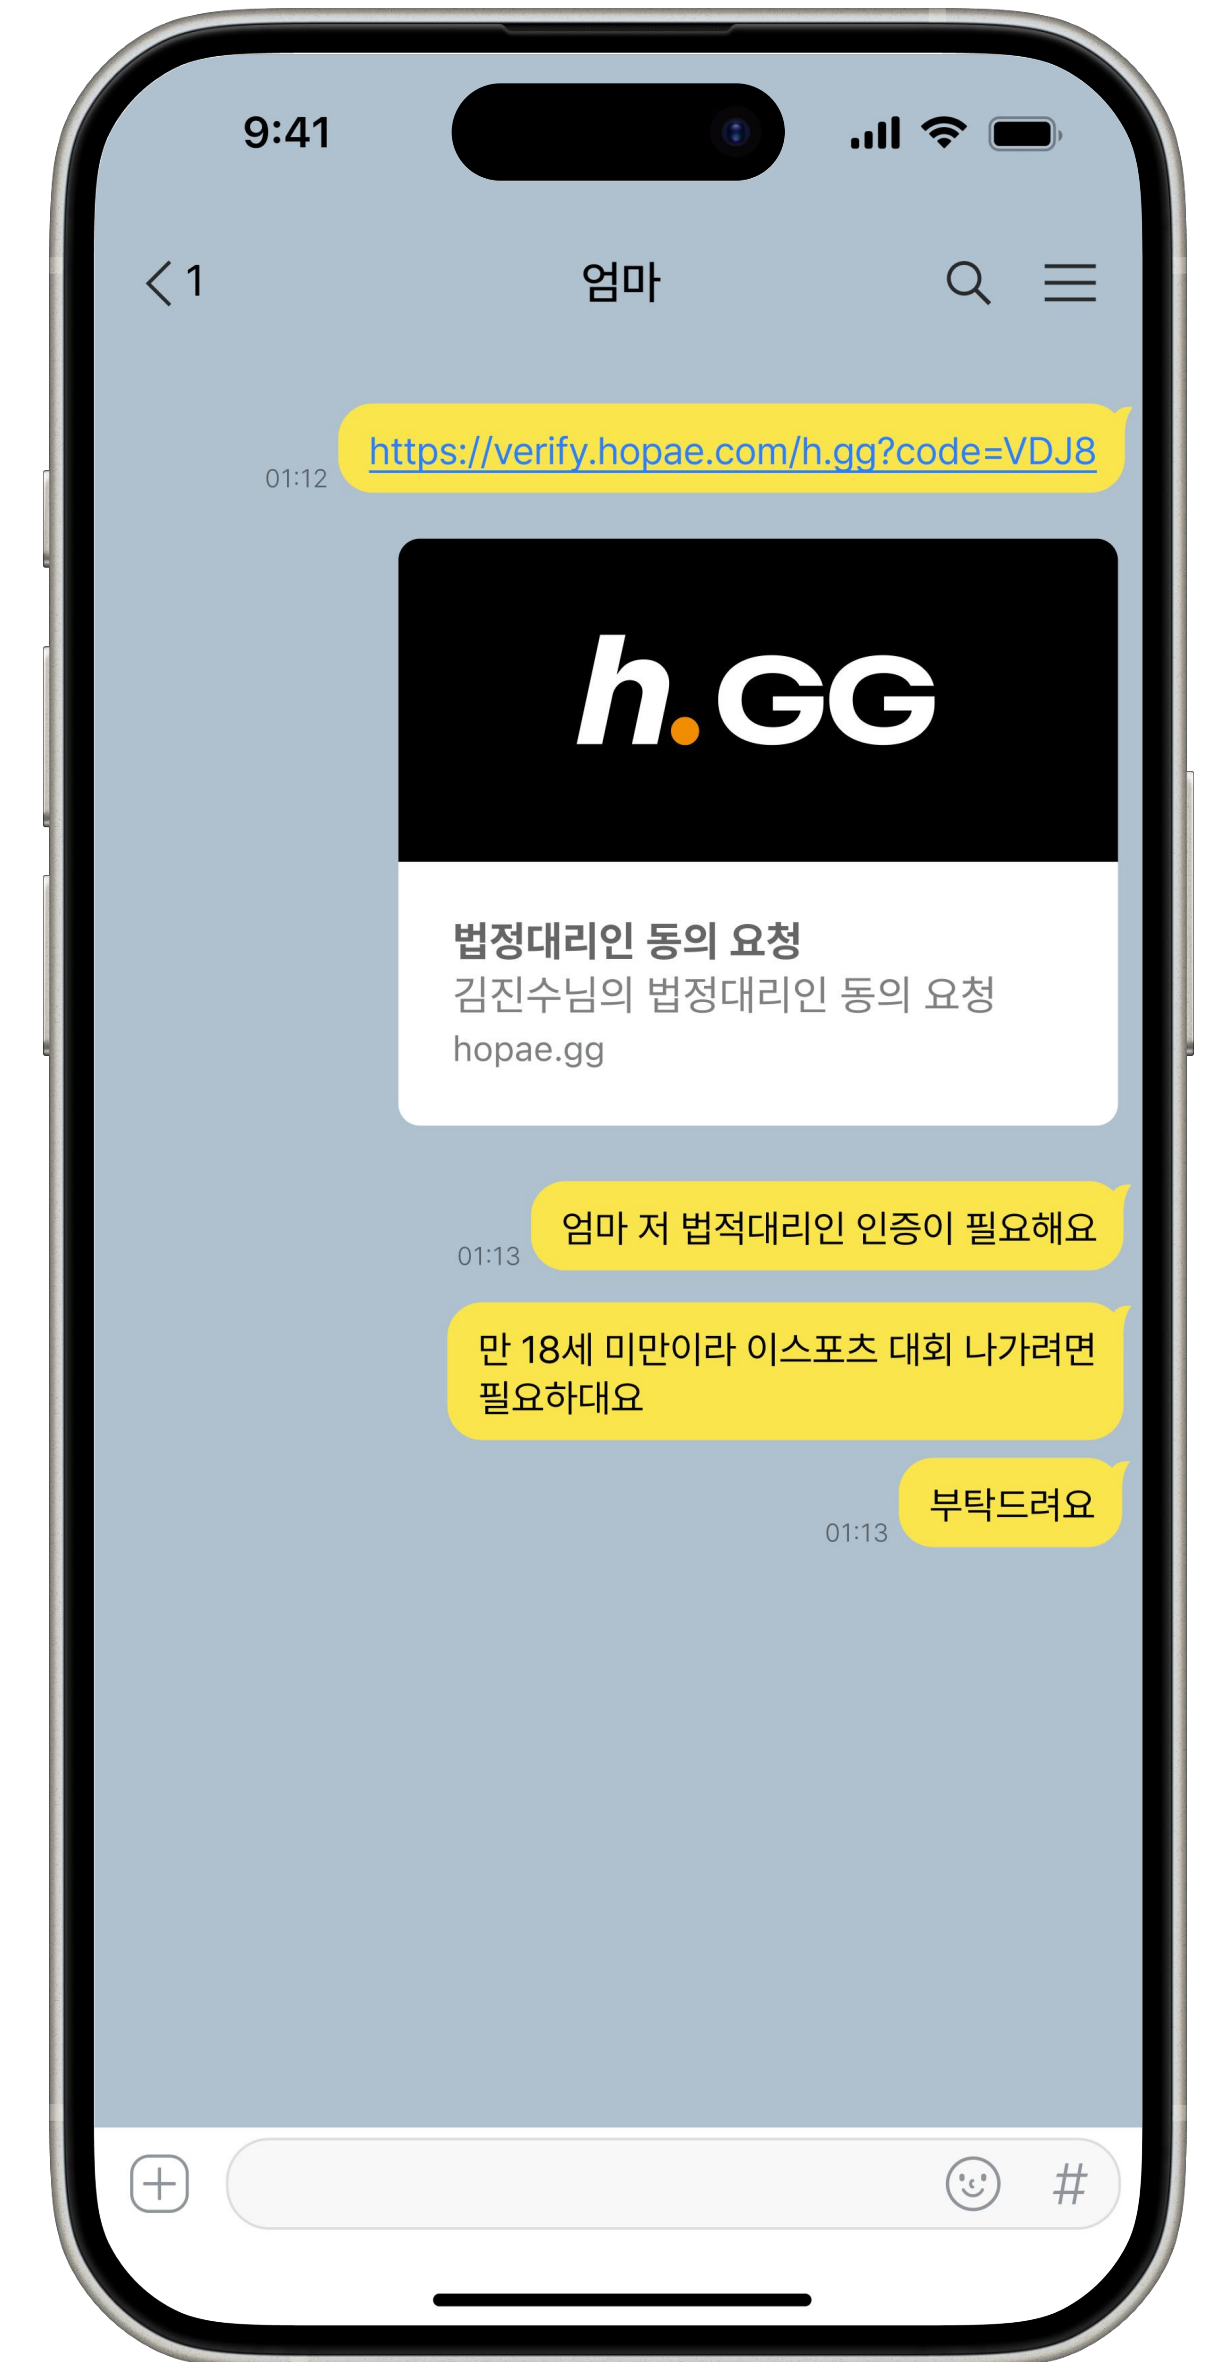 9:41
1
엄마
https://verify.hopae.com/h.gg?code=VDJ8
01:12
h.GG
법정대리인 동의 요청
김진수님의 법정대리인 동의 요청
hopae.gg
엄마 저 법적대리인 인증이 필요해요
01:13
만 18세 미만이라 이스포츠 대회 나가려면
필요하대요
부탁드려요
01:13
#